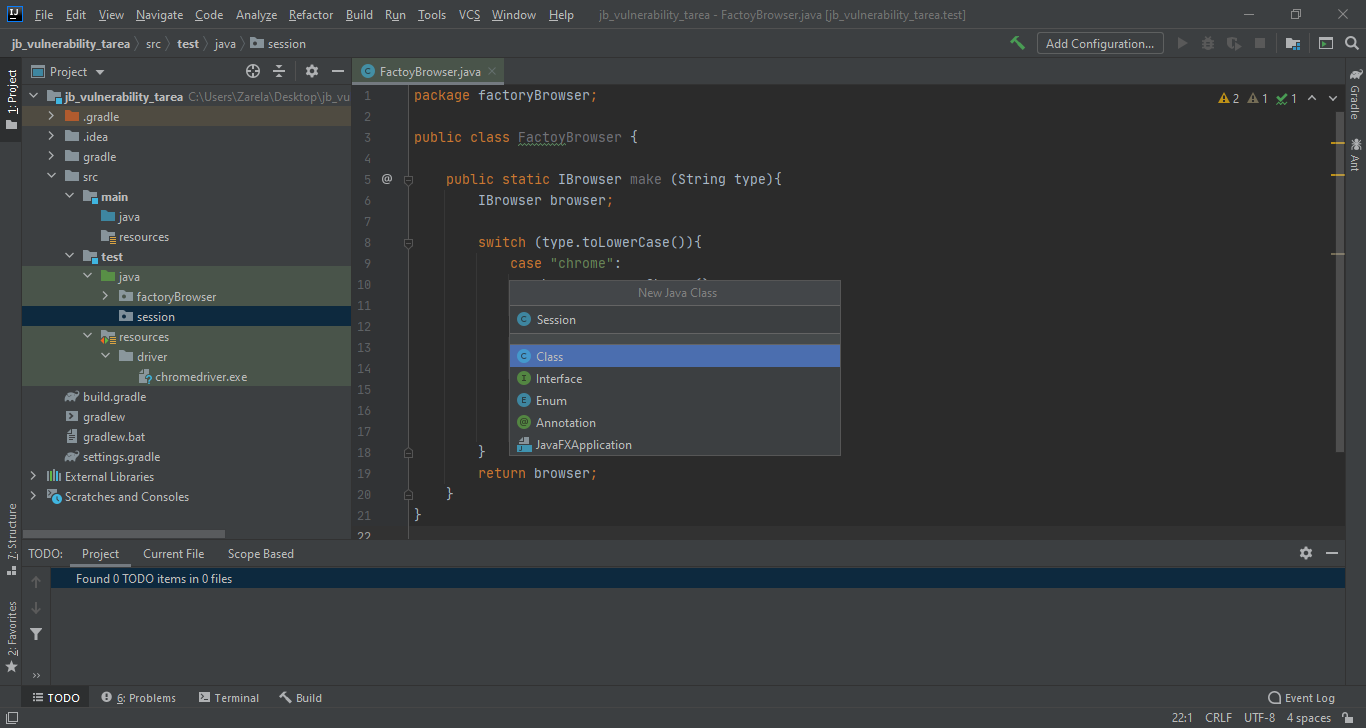 File Edit View Navigate Code Analyze Refactor Build Run Tools VCS Window Help jb_vulnerability_tarea - FactoyBrowser.java [jb_vulnerability_tarea.test]
jb_vulnerability_tarea src test java session Add Configuration...
1: Project
Project
jb_vulnerability_tarea C:\Users\Zarela\Desktop\jb_vu
.gradle
.idea
gradle
src
main
java
resources
test
java
factoryBrowser
session
resources
driver
chromedriver.exe
build.gradle
gradlew
gradlew.bat
settings.gradle
External Libraries
Scratches and Consoles
7: Structure
2: Favorites
FactoyBrowser.java
2 1 1
1 package factoryBrowser;
2
3 public class FactoyBrowser {
4
5 @ public static IBrowser make (String type){
6 IBrowser browser;
7
8 switch (type.toLowerCase()){
9 case "chrome":
10
11
12
13
14
15
16
17
18 }
19 return browser;
20 }
21 }
22
New Java Class
Session
Class
Interface
Enum
Annotation
JavaFXApplication
Gradle
Ant
TODO: Project Current File Scope Based
Found 0 TODO items in 0 files
TODO 6: Problems Terminal Build Event Log
22:1 CRLF UTF-8 4 spaces